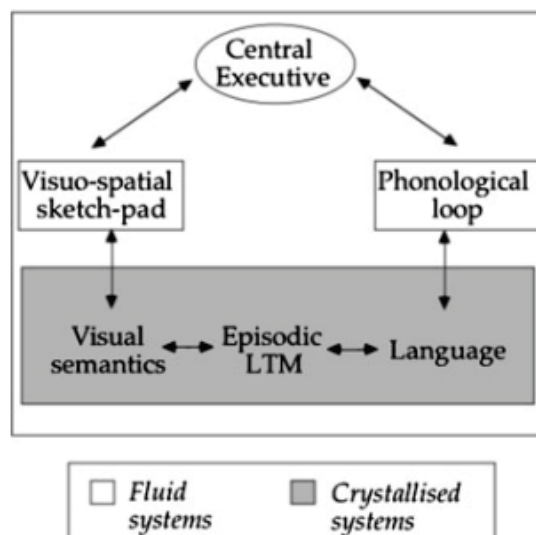 Central
Executive
Visuo-spatial
sketch-pad
Phonological
loop
Visual
semantics
Episodic
LTM
Language
Fluid
systems
Crystallised
systems